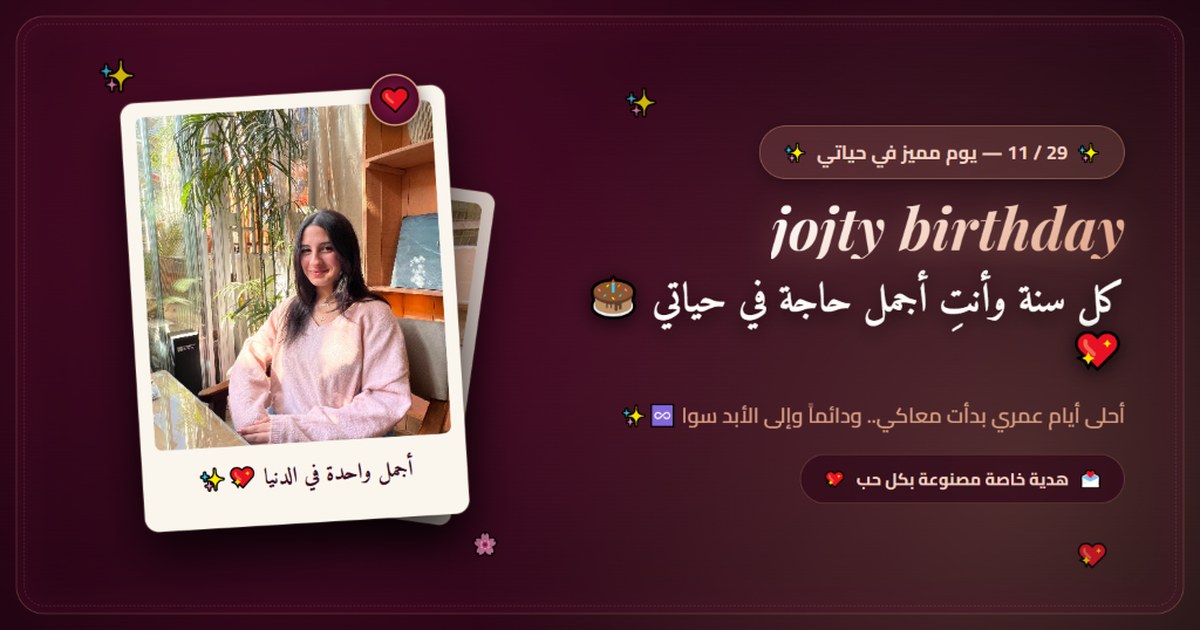 ✨ 29 / 11 — يوم مميز في حياتي ✨
jojty birthday
كل سنة وأنتِ أجمل حاجة في حياتي 🎂
💖
أحلى أيام عمري بدأت معاكي.. ودائماً وإلى الأبد سوا ♾️ ✨
💌 هدية خاصة مصنوعة بكل حب 💖
أجمل واحدة في الدنيا 💖✨